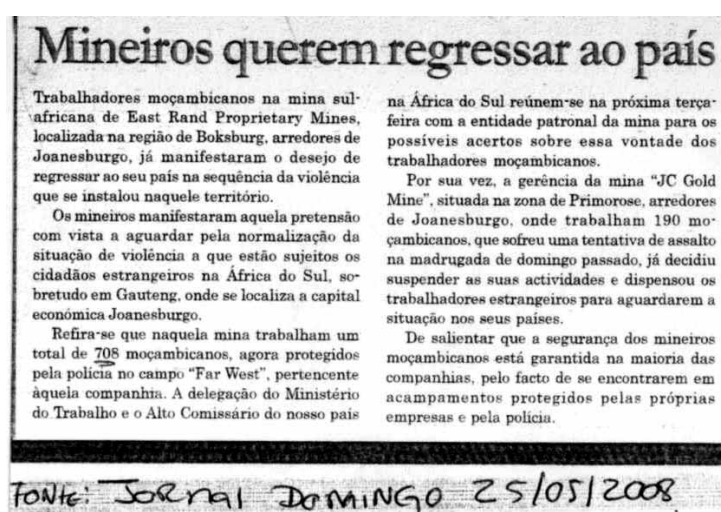 Mineiros querem regressar ao país
Trabalhadores moçambicanos na mina sul-
africana de East Rand Proprietary Mines,
localizada na região de Boksburg, arredores de
Joanesburgo, já manifestaram o desejo de
regressar ao seu país na sequência da violência
que se instalou naquele território.
Os mineiros manifestaram aquela pretensão
com vista a aguardar pela normalização da
situação de violência a que estão sujeitos os
cidadãos estrangeiros na África do Sul, so-
bretudo em Gauteng, onde se localiza a capital
económica Joanesburgo.
Refira-se que naquela mina trabalham um
total de 708 moçambicanos, agora protegidos
pela polícia no campo “Far West”, pertencente
àquela companhia. A delegação do Ministério
do Trabalho e o Alto Comissário do nosso país
na África do Sul reúnem-se na próxima terça-
feira com a entidade patronal da mina para os
possíveis acertos sobre essa vontade dos
trabalhadores moçambicanos.
Por sua vez, a gerência da mina “JC Gold
Mine”, situada na zona de Primorose, arredores
de Joanesburgo, onde trabalham 190 mo-
çambicanos, que sofreu uma tentativa de assalto
na madrugada de domingo passado, já decidiu
suspender as suas actividades e dispensou os
trabalhadores estrangeiros para aguardarem a
situação nos seus países.
De salientar que a segurança dos mineiros
moçambicanos está garantida na maioria das
companhias, pelo facto de se encontrarem em
acampamentos protegidos pelas próprias
empresas e pela polícia.
FONTE: JORNAL DOMINGO 25/05/2008